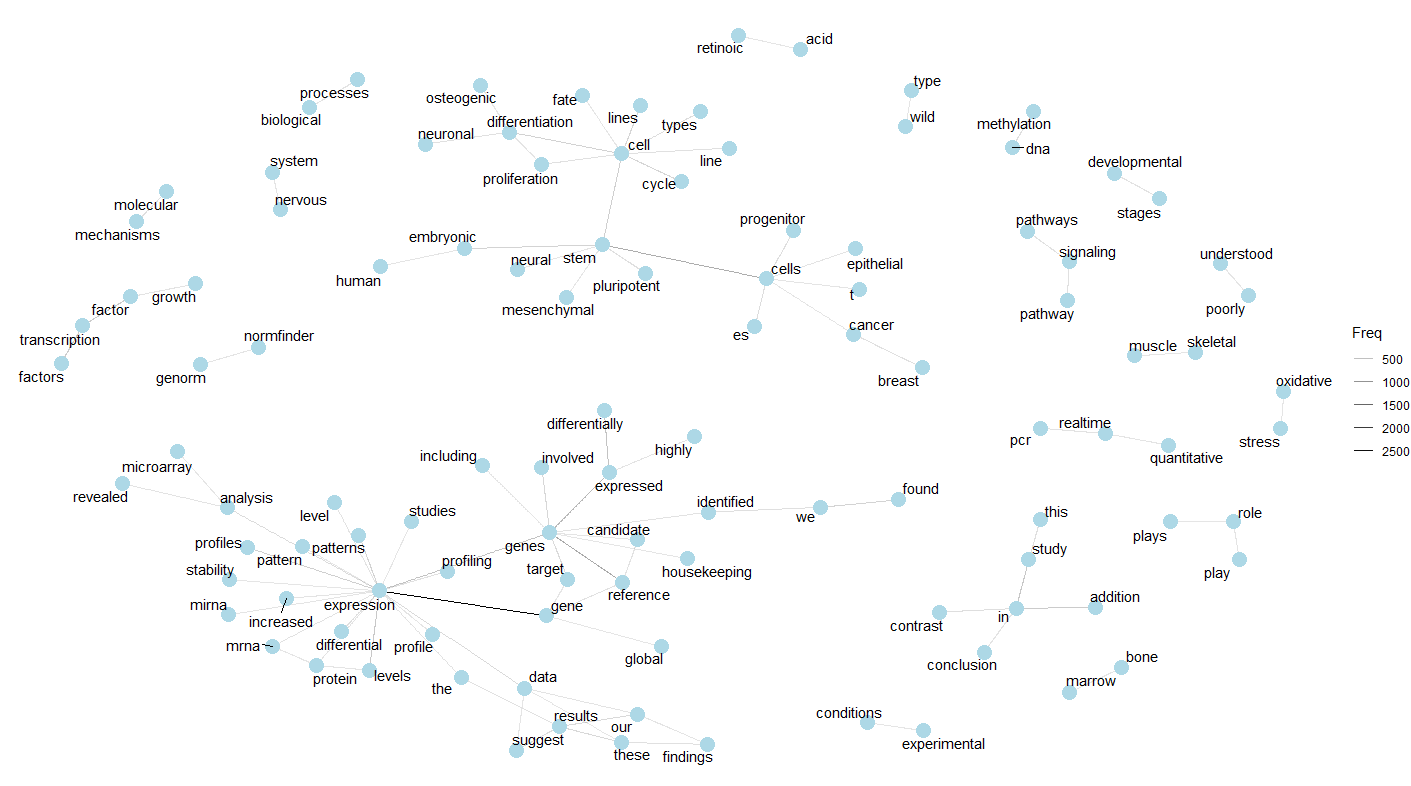 retinoic
acid
processes
biological
osteogenic
fate
lines
types
type
wild
methylation
dna
differentiation
neuronal
cell
line
proliferation
cycle
system
nervous
developmental
stages
molecular
mechanisms
progenitor
pathways
signaling
pathway
embryonic
human
neural
stem
pluripotent
mesenchymal
cells
epithelial
t
es
cancer
breast
understood
poorly
factor
growth
transcription
factors
normfinder
genorm
muscle
skeletal
Freq
500
1000
1500
2000
2500
oxidative
stress
realtime
pcr
quantitative
differentially
highly
including
involved
expressed
microarray
revealed
analysis
identified
we
found
level
studies
candidate
genes
this
study
plays
role
play
profiles
pattern
patterns
profiling
target
housekeeping
stability
reference
mirna
increased
expression
gene
addition
in
contrast
conclusion
mrna
differential
profile
global
protein
levels
the
data
bone
marrow
results
our
suggest
these
findings
conditions
experimental